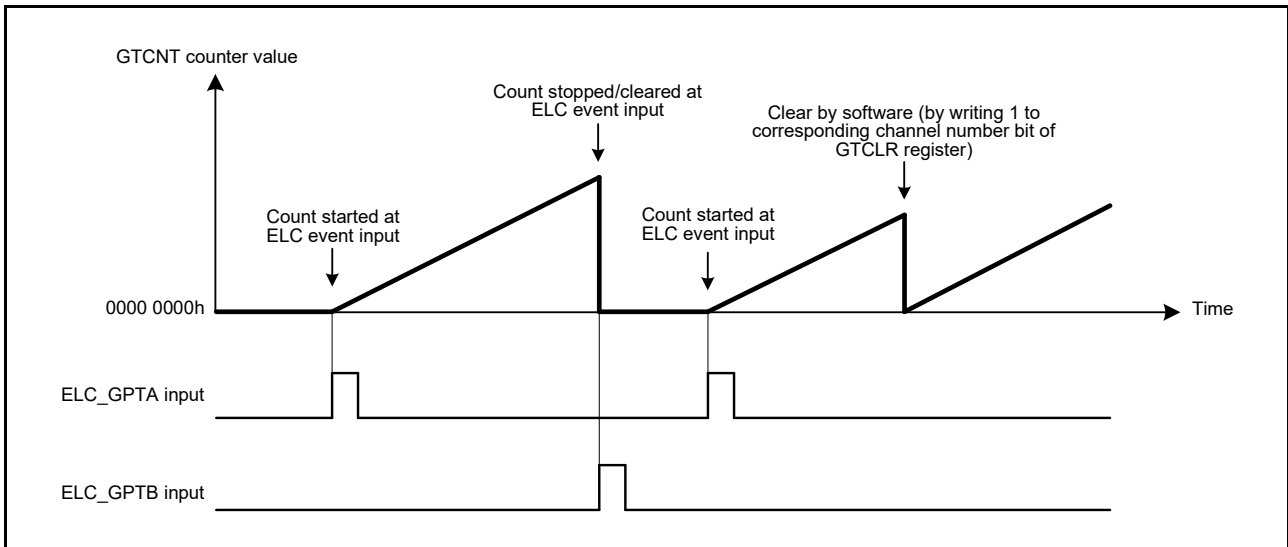 GTCNT counter value
Count stopped/cleared at
ELC event input
Clear by software (by writing 1 to
corresponding channel number bit of
GTCLR register)
Count started at
ELC event input
Count started at
ELC event input
0000 0000h
Time
ELC_GPTA input
ELC_GPTB input